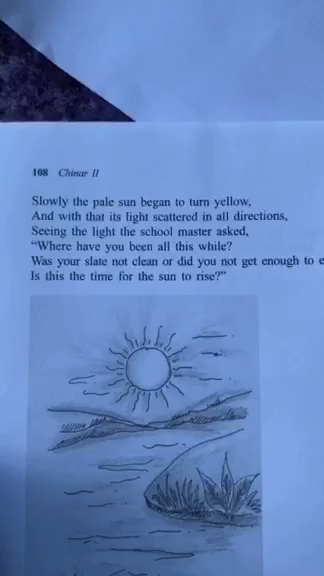 108 Chinar II
Slowly the pale sun began to turn yellow,
And with that its light scattered in all directions,
Seeing the light the school master asked,
“Where have you been all this while?
Was your slate not clean or did you not get enough to
Is this the time for the sun to rise?”